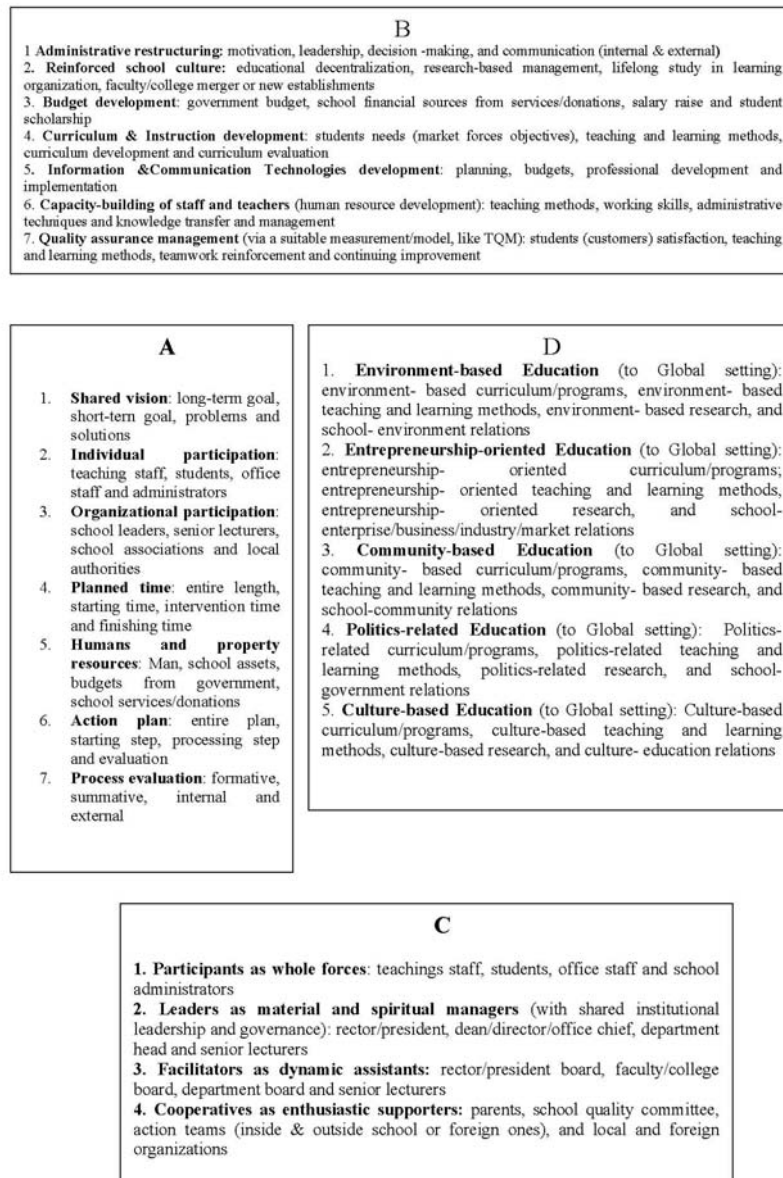 B
1 Administrative restructuring: motivation, leadership, decision -making, and communication (internal & external)
2. Reinforced school culture: educational decentralization, research-based management, lifelong study in learning
organization, faculty/college merger or new establishments
3. Budget development: government budget, school financial sources from services/donations, salary raise and student
scholarship
4. Curriculum & Instruction development: students needs (market forces objectives), teaching and learning methods,
curriculum development and curriculum evaluation
5. Information &Communication Technologies development: planning, budgets, professional development and
implementation
6. Capacity-building of staff and teachers (human resource development): teaching methods, working skills, administrative
techniques and knowledge transfer and management
7. Quality assurance management (via a suitable measurement/model, like TQM): students (customers) satisfaction, teaching
and learning methods, teamwork reinforcement and continuing improvement
A
1. Shared vision: long-term goal,
short-tern goal, problems and
solutions
2. Individual participation:
teaching staff, students, office
staff and administrators
3. Organizational participation:
school leaders, senior lecturers,
school associations and local
authorities
4. Planned time: entire length,
starting time, intervention time
and finishing time
5. Humans and property
resources: Man, school assets,
budgets from government,
school services/donations
6. Action plan: entire plan,
starting step, processing step
and evaluation
7. Process evaluation: formative,
summative, internal and
external
D
1. Environment-based Education (to Global setting):
environment- based curriculum/programs, environment- based
teaching and learning methods, environment- based research, and
school- environment relations
2. Entrepreneurship-oriented Education (to Global setting):
entrepreneurship- oriented curriculum/programs;
entrepreneurship- oriented teaching and learning methods,
entrepreneurship- oriented research, and school-
enterprise/business/industry/market relations
3. Community-based Education (to Global setting):
community- based curriculum/programs, community- based
teaching and learning methods, community- based research, and
school-community relations
4. Politics-related Education (to Global setting): Politics-
related curriculum/programs, politics-related teaching and
learning methods, politics-related research, and school-
government relations
5. Culture-based Education (to Global setting): Culture-based
curriculum/programs, culture-based teaching and learning
methods, culture-based research, and culture- education relations
C
1. Participants as whole forces: teachings staff, students, office staff and school
administrators
2. Leaders as material and spiritual managers (with shared institutional
leadership and governance): rector/president, dean/director/office chief, department
head and senior lecturers
3. Facilitators as dynamic assistants: rector/president board, faculty/college
board, department board and senior lecturers
4. Cooperatives as enthusiastic supporters: parents, school quality committee,
action teams (inside & outside school or foreign ones), and local and foreign
organizations